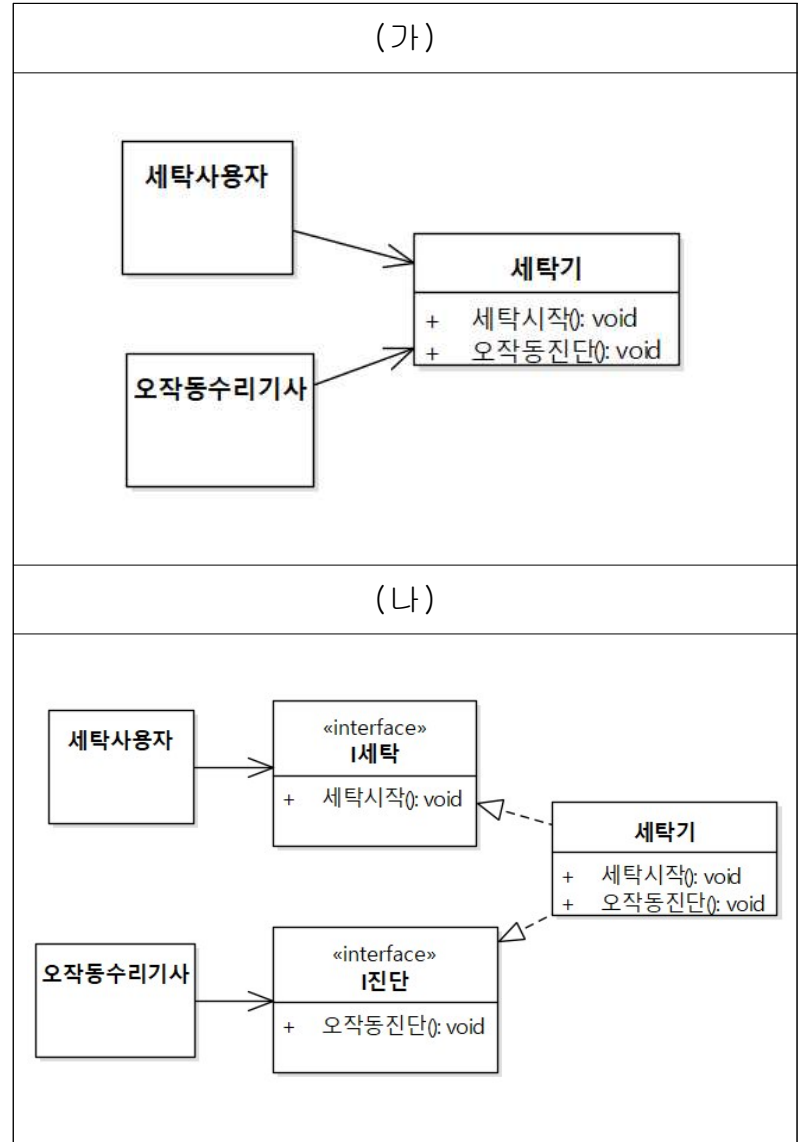 (가)
세탁사용자
세탁기
+ 세탁시작(): void
+ 오작동진단(): void
오작동수리기사
(나)
세탁사용자
«interface»
I세탁
+ 세탁시작(): void
세탁기
+ 세탁시작(): void
+ 오작동진단(): void
오작동수리기사
«interface»
I진단
+ 오작동진단(): void